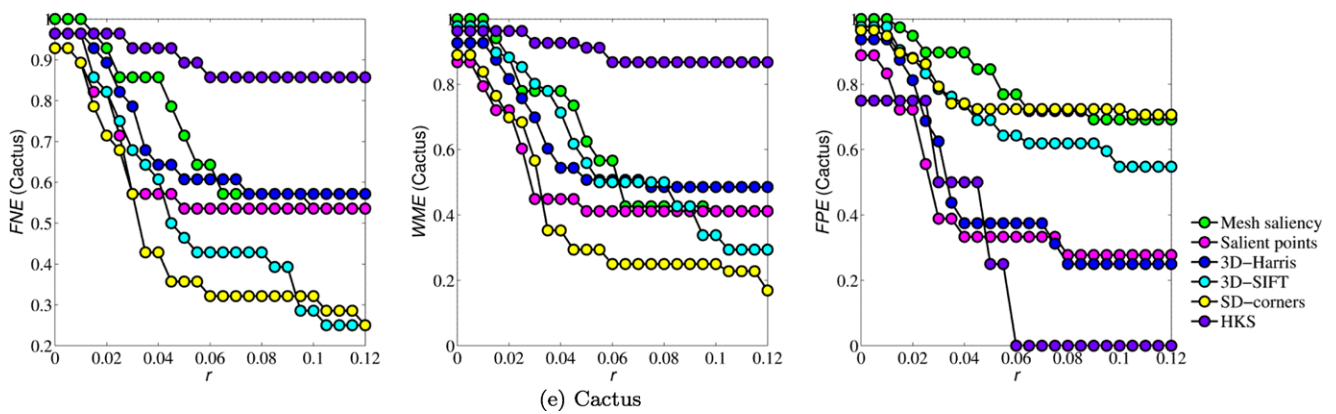 1
0.9
0.8
0.7
0.6
0.5
0.4
0.3
0.2
0 0.02 0.04 0.06 0.08 0.1 0.12
FNE (Cactus)
r
1
0.8
0.6
0.4
0.2
0
0 0.02 0.04 0.06 0.08 0.1 0.12
WME (Cactus)
r
1
0.8
0.6
0.4
0.2
0
0 0.02 0.04 0.06 0.08 0.1 0.12
FPE (Cactus)
r
Mesh saliency
Salient points
3D-Harris
3D-SIFT
SD-corners
HKS
(e) Cactus